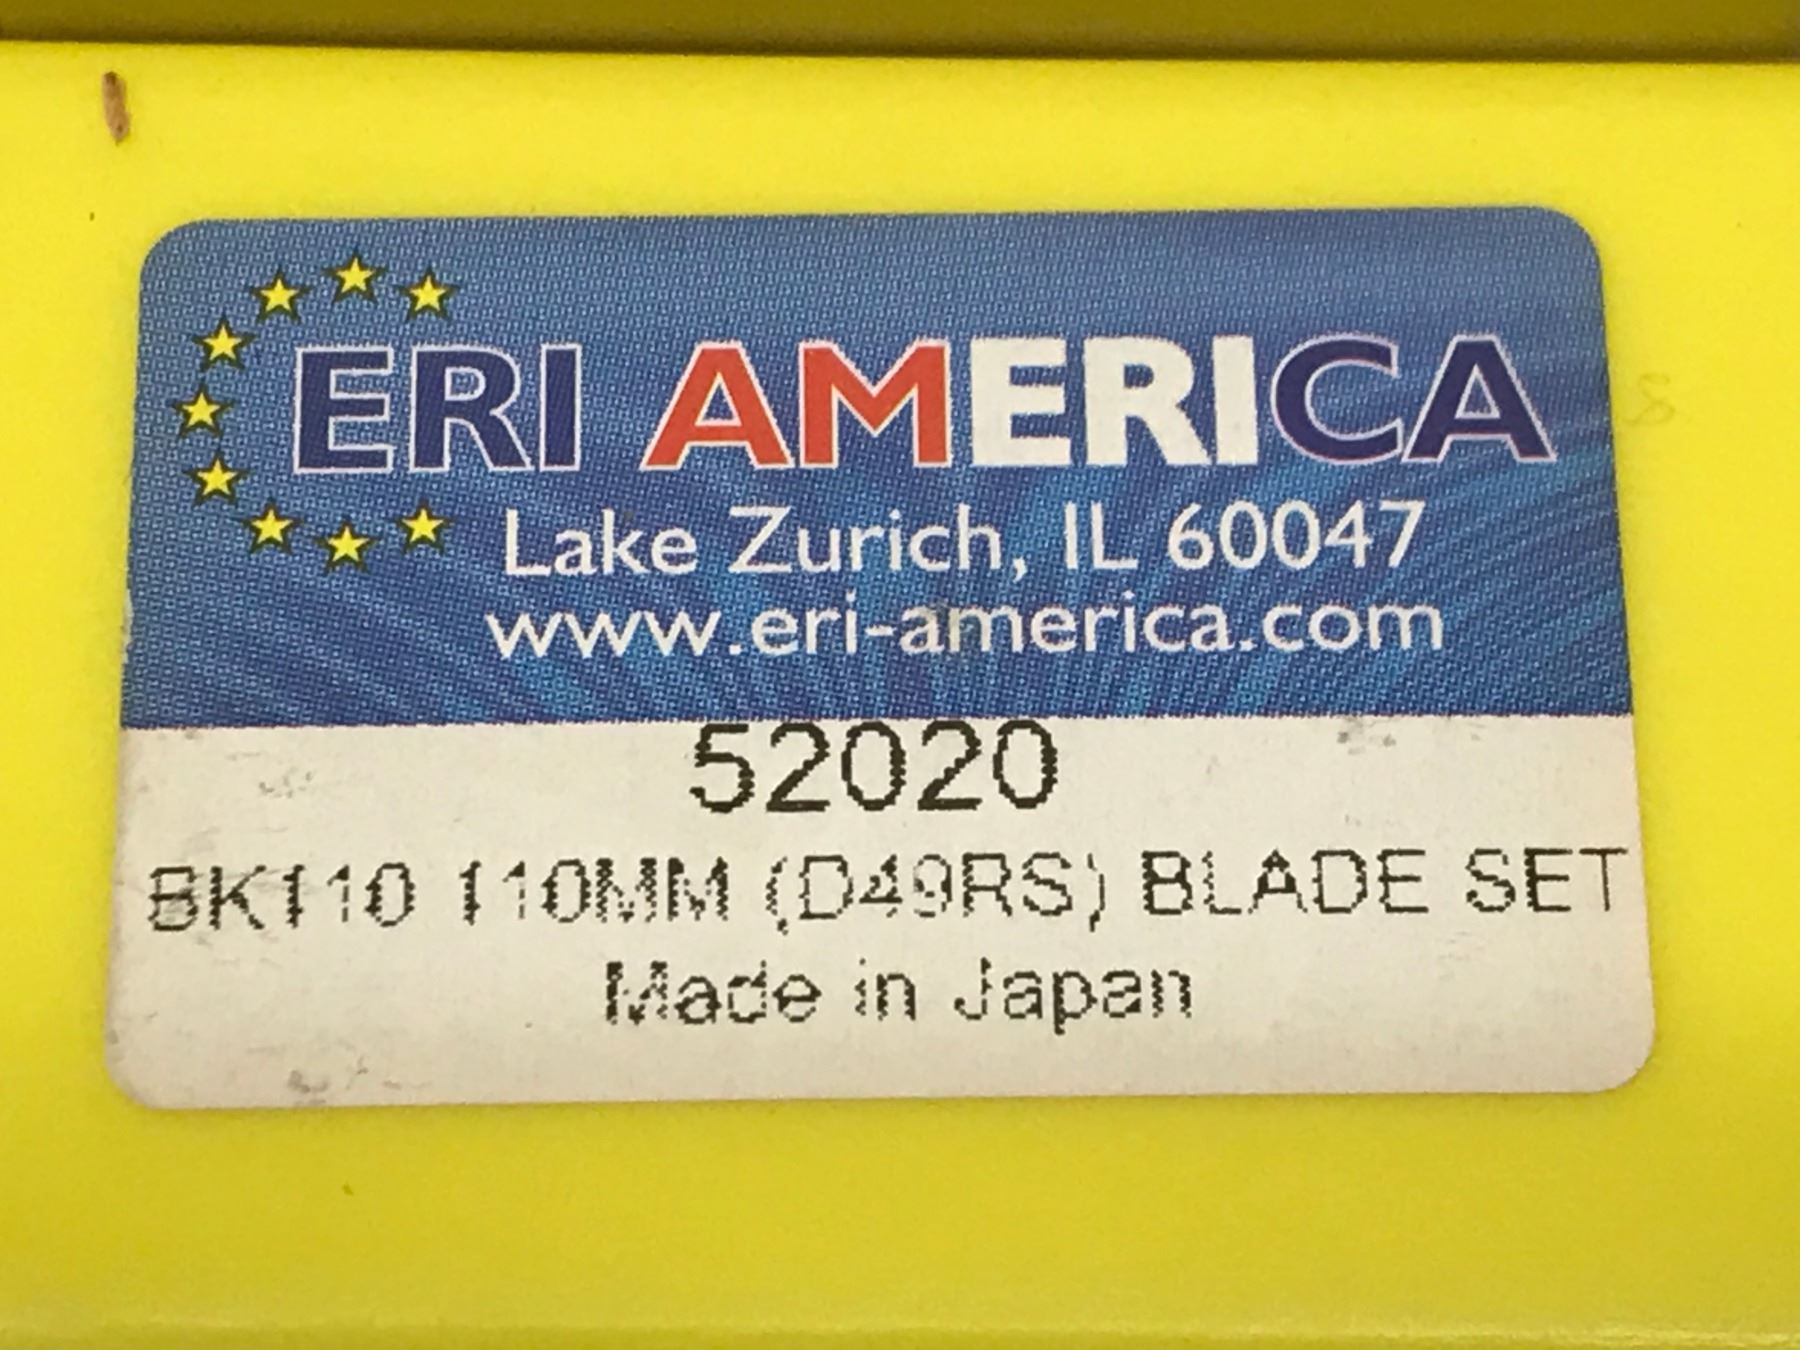 ERI AMERICA
Lake Zurich, IL 60047
www.eri-america.com
52020
BK110 110MM (D49RS) BLADE SET
Made in Japan